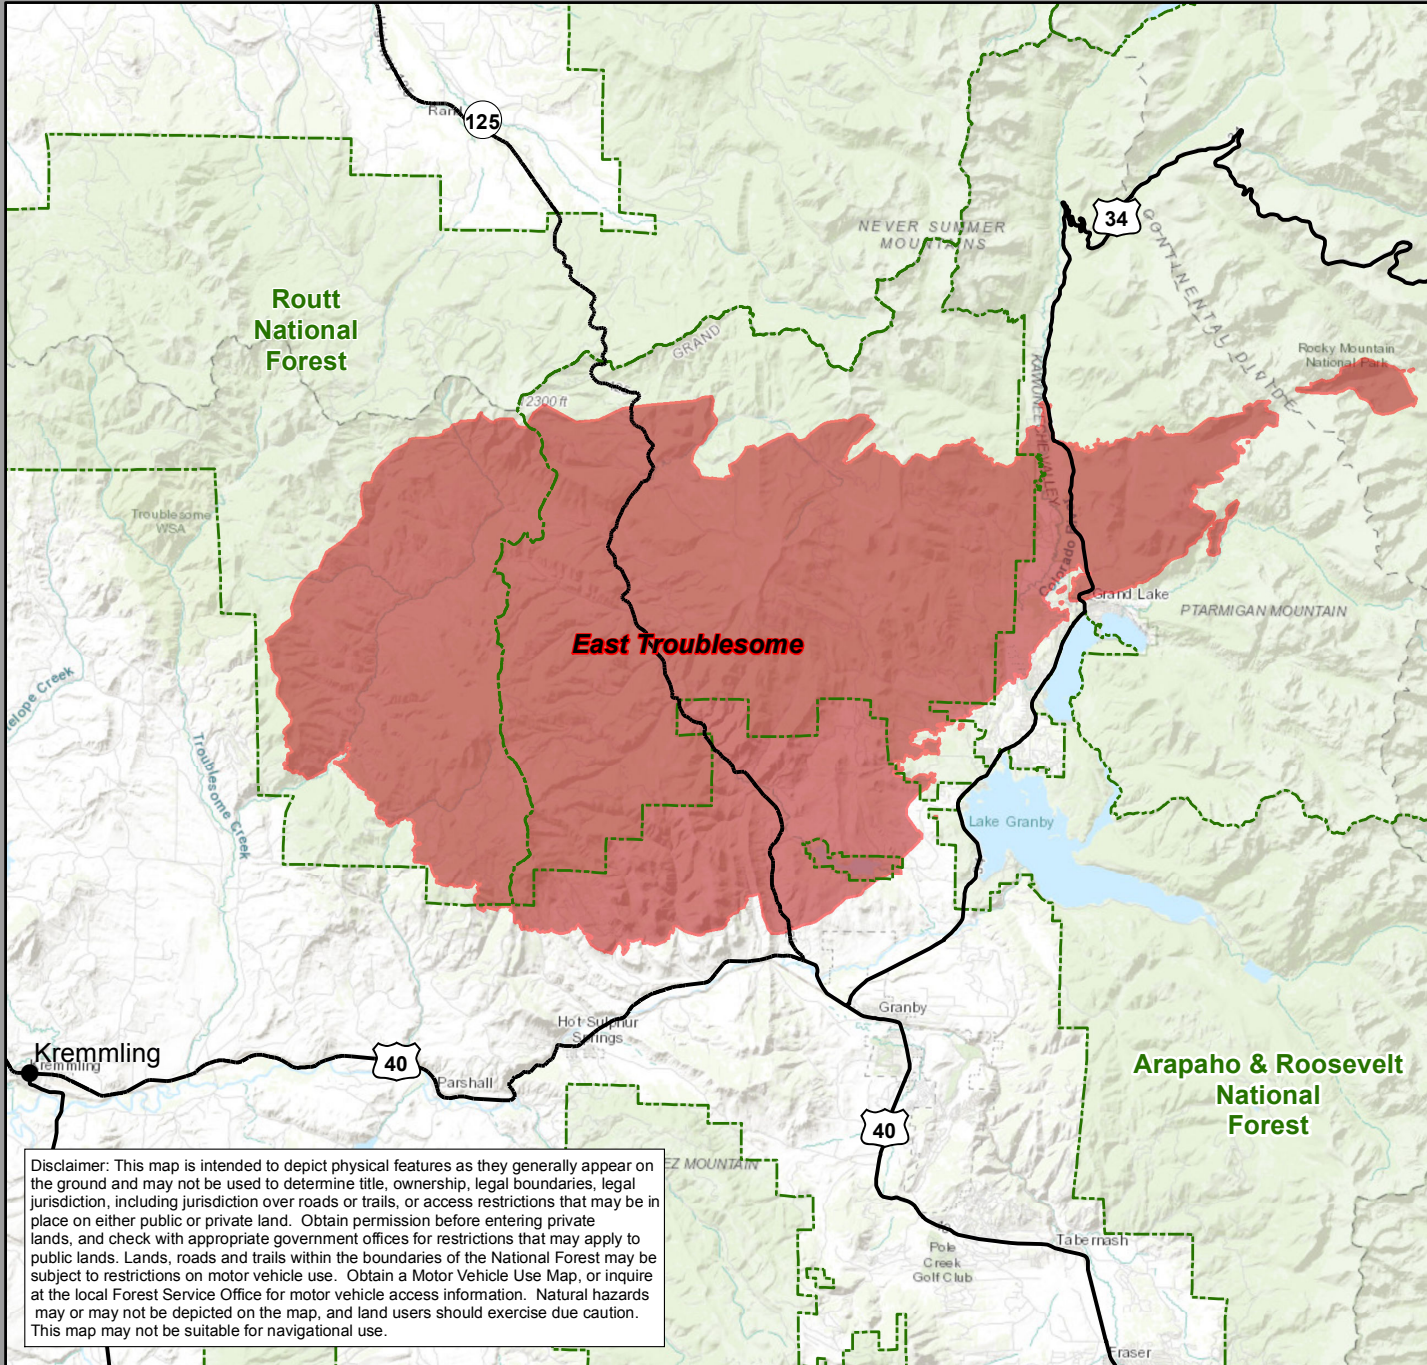 Rand
125
NEVER SUMMER
MOUNTAINS
34
CONTINENTAL DIVIDE
Routt
National
Forest
GRAND
Rocky Mountain
National Park
12300 ft
KAWUNEECHE VALLEY
Troublesome
WSA
Colorado
Grand Lake
PTARMIGAN MOUNTAIN
East Troublesome
Troublesome Creek
Lake Granby
Granby
Hot Sulphur
Springs
Kremmling
Kremmling
40
Parshall
Arapaho & Roosevelt
National
Forest
40
EZ MOUNTAIN
Disclaimer: This map is intended to depict physical features as they generally appear on
the ground and may not be used to determine title, ownership, legal boundaries, legal
jurisdiction, including jurisdiction over roads or trails, or access restrictions that may be in
place on either public or private land.  Obtain permission before entering private
lands, and check with appropriate government offices for restrictions that may apply to
public lands. Lands, roads and trails within the boundaries of the National Forest may be
subject to restrictions on motor vehicle use.  Obtain a Motor Vehicle Use Map, or inquire
at the local Forest Service Office for motor vehicle access information.  Natural hazards
may or may not be depicted on the map, and land users should exercise due caution.
This map may not be suitable for navigational use.
Pole
Creek
Golf Club
Tabernash
Fraser